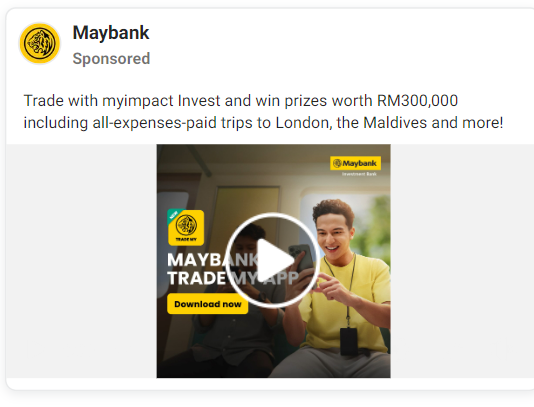 Maybank
Sponsored
Trade with myimpact Invest and win prizes worth RM300,000
including all-expenses-paid trips to London, the Maldives and more!
Maybank
Investment Bank
NEW
TRADE MY
MAYBANK
TRADE MY APP
Download now